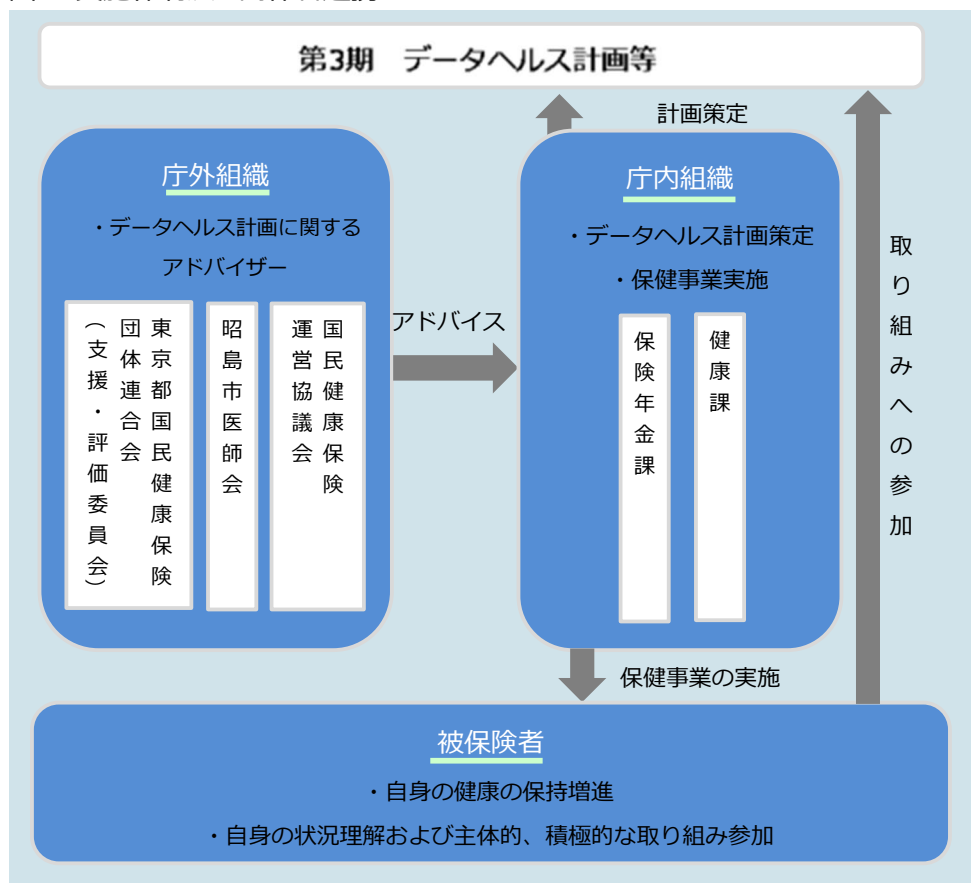 第3期 データヘルス計画等
計画策定
庁外組織
・データヘルス計画に関する
アドバイザー
東京都国民健康保険
団体連合会
（支援・評価委員会）
昭島市医師会
国民健康保険
運営協議会
アドバイス
庁内組織
・データヘルス計画策定
・保健事業実施
保険年金課
健康課
取り組みへの参加
保健事業の実施
被保険者
・自身の健康の保持増進
・自身の状況理解および主体的、積極的な取り組み参加